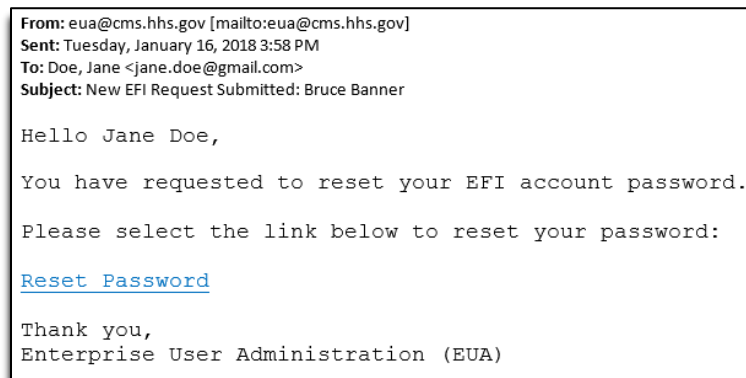 From: eua@cms.hhs.gov [mailto:eua@cms.hhs.gov]
Sent: Tuesday, January 16, 2018 3:58 PM
To: Doe, Jane <jane.doe@gmail.com>
Subject: New EFI Request Submitted: Bruce Banner
Hello Jane Doe,
You have requested to reset your EFI account password.
Please select the link below to reset your password:
Reset Password
Thank you,
Enterprise User Administration (EUA)